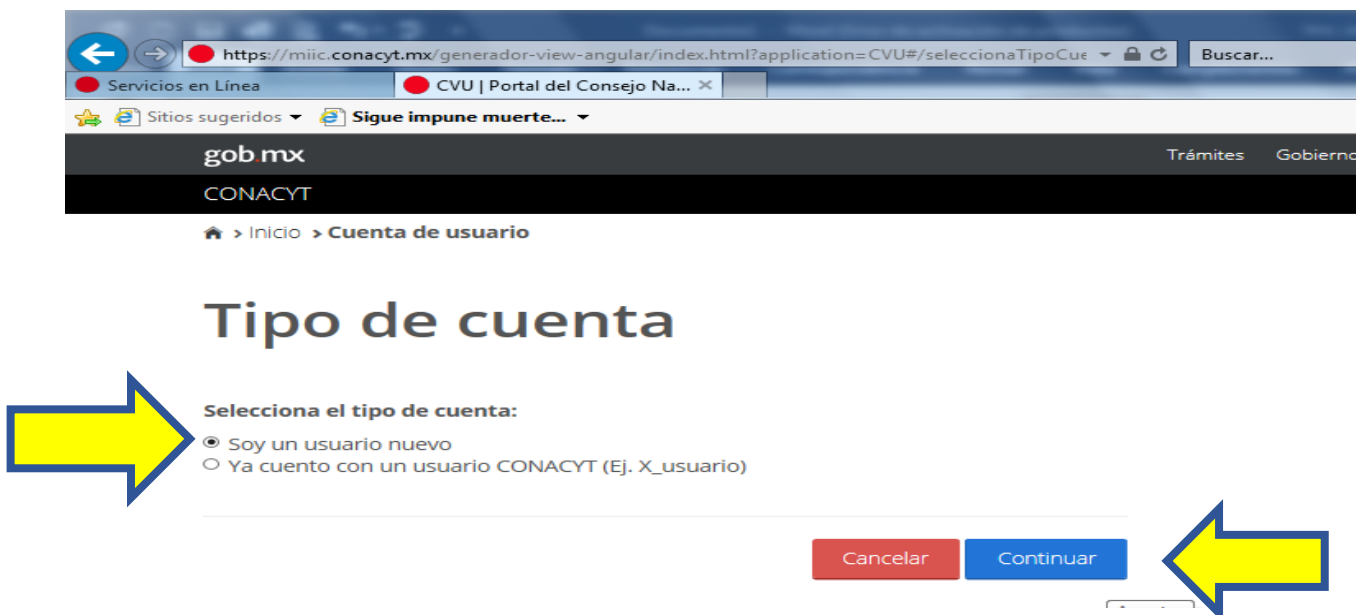 https://miic.conacyt.mx/generador-view-angular/index.html?application=CVU#/seleccionaTipoCue
Buscar...
Servicios en Línea
CVU | Portal del Consejo Na...
Sitios sugeridos
Sigue impune muerte...
gob.mx
Trámites
Gobierno
CONACYT
> Inicio > Cuenta de usuario
Tipo de cuenta
Selecciona el tipo de cuenta:
Soy un usuario nuevo
Ya cuento con un usuario CONACYT (Ej. X_usuario)
Cancelar
Continuar